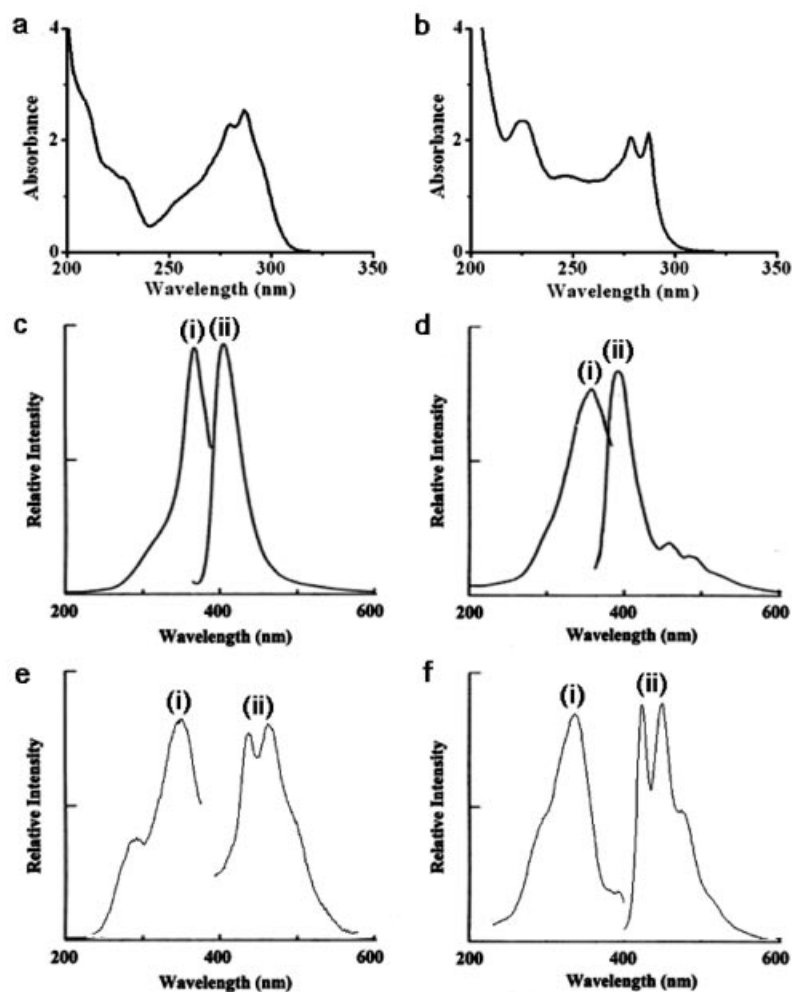 a
b
4
2
0
Absorbance
200 250 300 350
Wavelength (nm)
4
2
0
Absorbance
200 250 300 350
Wavelength (nm)
c
(i) (ii)
Relative Intensity
200 400 600
Wavelength (nm)
d
(i) (ii)
Relative Intensity
200 400 600
Wavelength (nm)
e
(i) (ii)
Relative Intensity
200 400 600
Wavelength (nm)
f
(i) (ii)
Relative Intensity
200 400 600
Wavelength (nm)